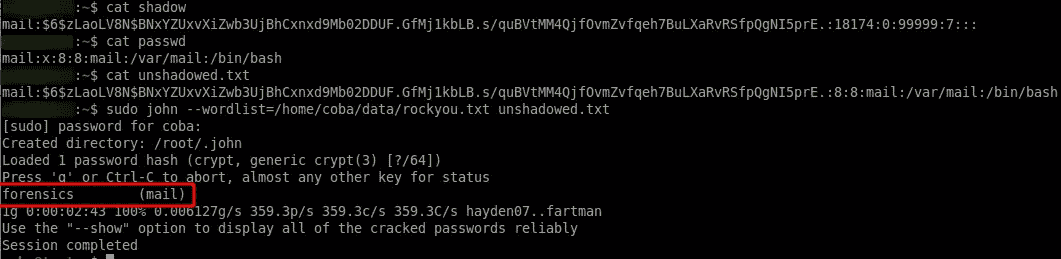 :~$ cat shadow
mail:$6$zLaoLV8N$BNxYZUxvXiZwb3UjBhCxnxd9Mb02DDUF.GfMj1kbLB.s/quBVtMM4QjfOvmZvfqeh7BuLXaRvRSfpQgNI5prE.:18174:0:99999:7:::
:~$ cat passwd
mail:x:8:8:mail:/var/mail:/bin/bash
:~$ cat unshadowed.txt
mail:$6$zLaoLV8N$BNxYZUxvXiZwb3UjBhCxnxd9Mb02DDUF.GfMj1kbLB.s/quBVtMM4QjfOvmZvfqeh7BuLXaRvRSfpQgNI5prE.:8:8:mail:/var/mail:/bin/bash
:~$ sudo john --wordlist=/home/coba/data/rockyou.txt unshadowed.txt
[sudo] password for coba:
Created directory: /root/.john
Loaded 1 password hash (crypt, generic crypt(3) [?/64])
Press 'q' or Ctrl-C to abort, almost any other key for status
forensics (mail)
1g 0:00:02:43 100% 0.006127g/s 359.3p/s 359.3c/s 359.3C/s hayden07..fartman
Use the "--show" option to display all of the cracked passwords reliably
Session completed